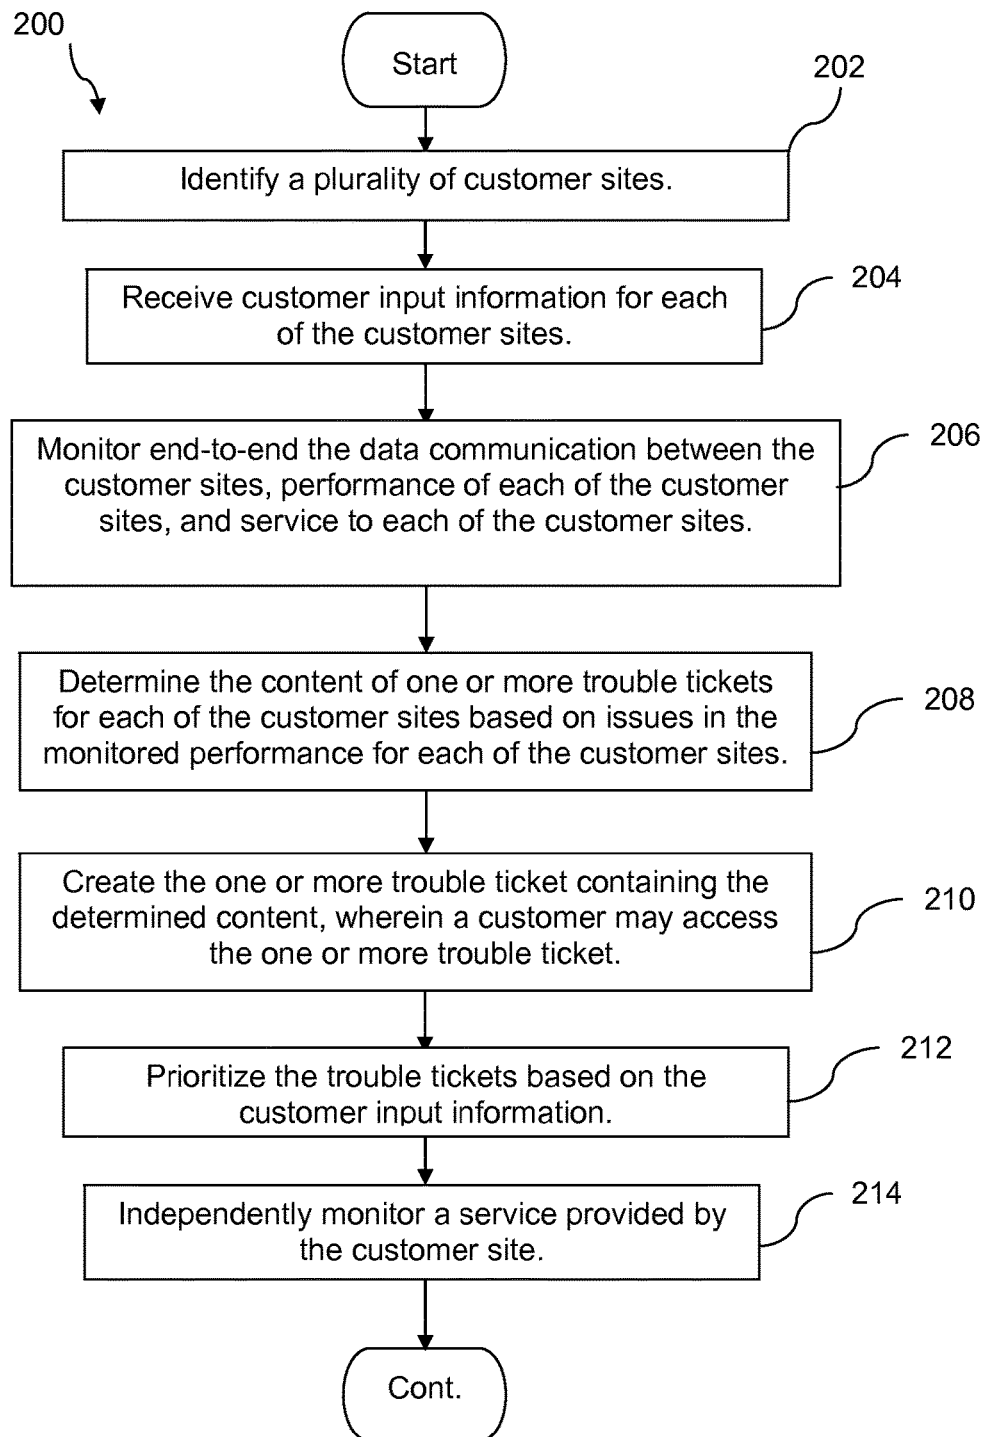 200
Start
202
Identify a plurality of customer sites.
204
Receive customer input information for each
of the customer sites.
206
Monitor end-to-end the data communication between the
customer sites, performance of each of the customer
sites, and service to each of the customer sites.
208
Determine the content of one or more trouble tickets
for each of the customer sites based on issues in the
monitored performance for each of the customer sites.
210
Create the one or more trouble ticket containing the
determined content, wherein a customer may access
the one or more trouble ticket.
212
Prioritize the trouble tickets based on the
customer input information.
214
Independently monitor a service provided by
the customer site.
Cont.